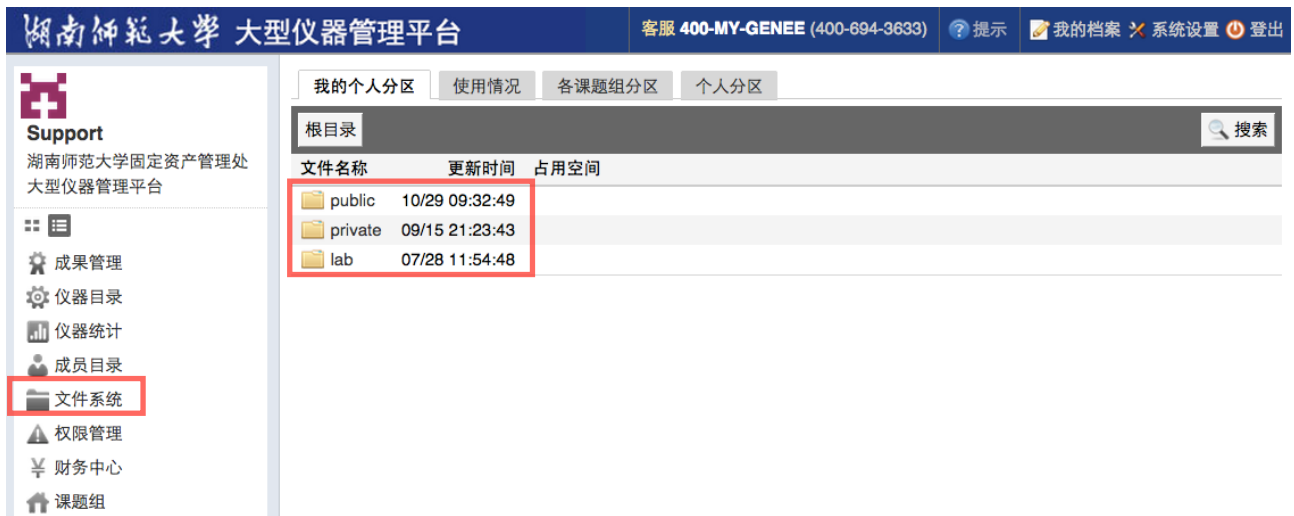 湖南师范大学 大型仪器管理平台 客服 400-MY-GENEE (400-694-3633) 提示 我的档案 系统设置 登出
Support
湖南师范大学固定资产管理处
大型仪器管理平台
成果管理
仪器目录
仪器统计
成员目录
文件系统
权限管理
财务中心
课题组
我的个人分区 使用情况 各课题组分区 个人分区
根目录 搜索
文件名称 更新时间 占用空间
public 10/29 09:32:49
private 09/15 21:23:43
lab 07/28 11:54:48